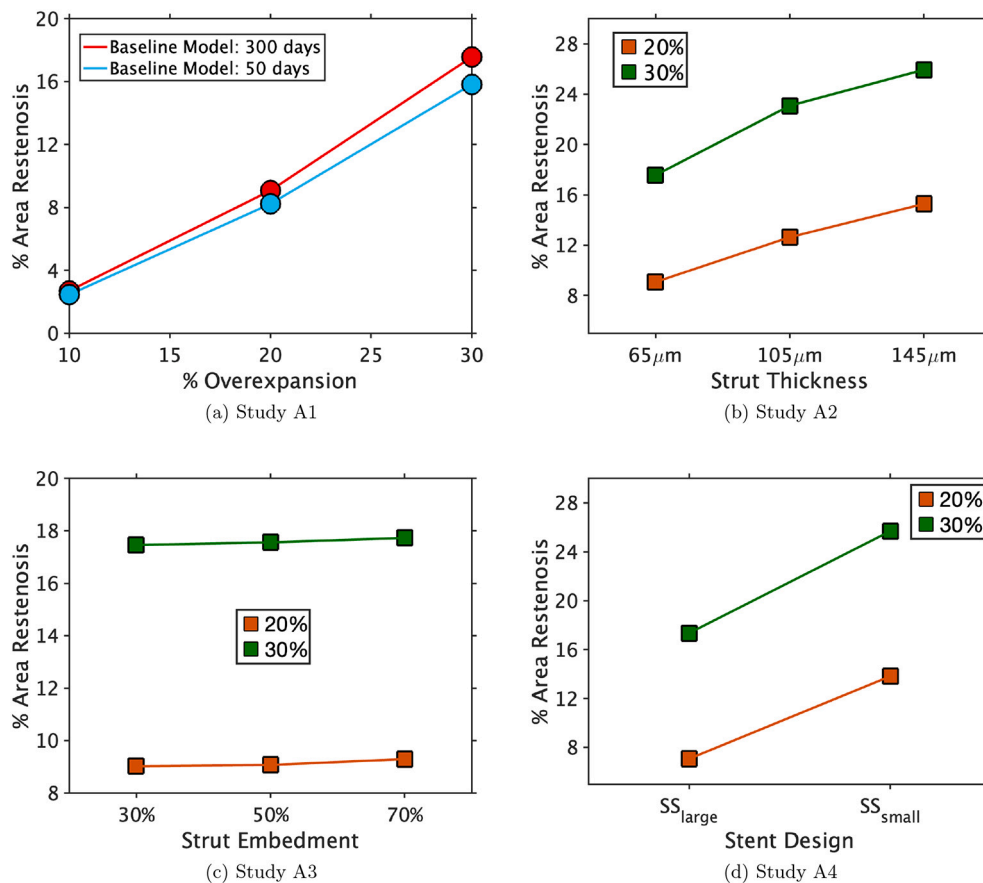 20
16
12
8
4
0
% Area Restenosis
Baseline Model: 300 days
Baseline Model: 50 days
10
15
20
25
30
% Overexpansion
(a) Study A1
28
24
20
16
12
8
% Area Restenosis
20%
30%
65μm
105μm
145μm
Strut Thickness
(b) Study A2
20
18
16
14
12
10
8
% Area Restenosis
20%
30%
30%
50%
70%
Strut Embedment
(c) Study A3
28
24
20
16
12
8
% Area Restenosis
20%
30%
SSlarge
SSsmall
Stent Design
(d) Study A4